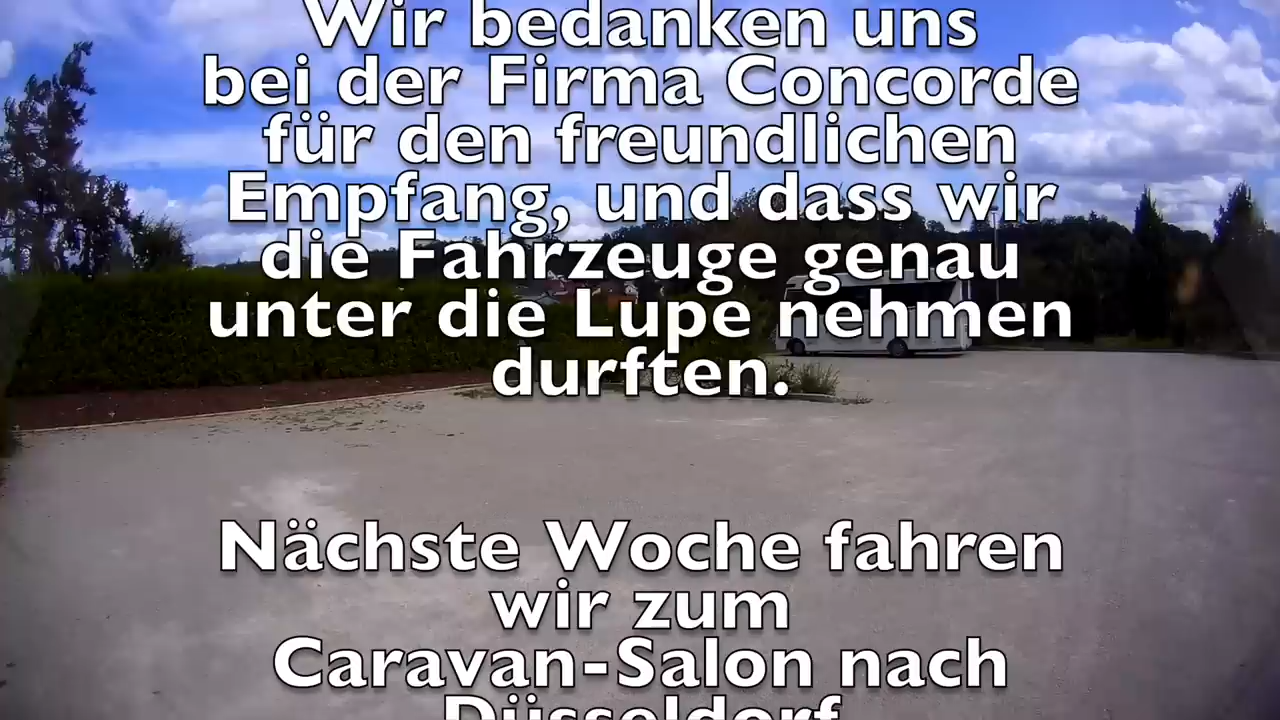 Wir bedanken uns
bei der Firma Concorde
für den freundlichen
Empfang, und dass wir
die Fahrzeuge genau
unter die Lupe nehmen
durften.
Nächste Woche fahren
wir zum
Caravan-Salon nach
Düsseldorf